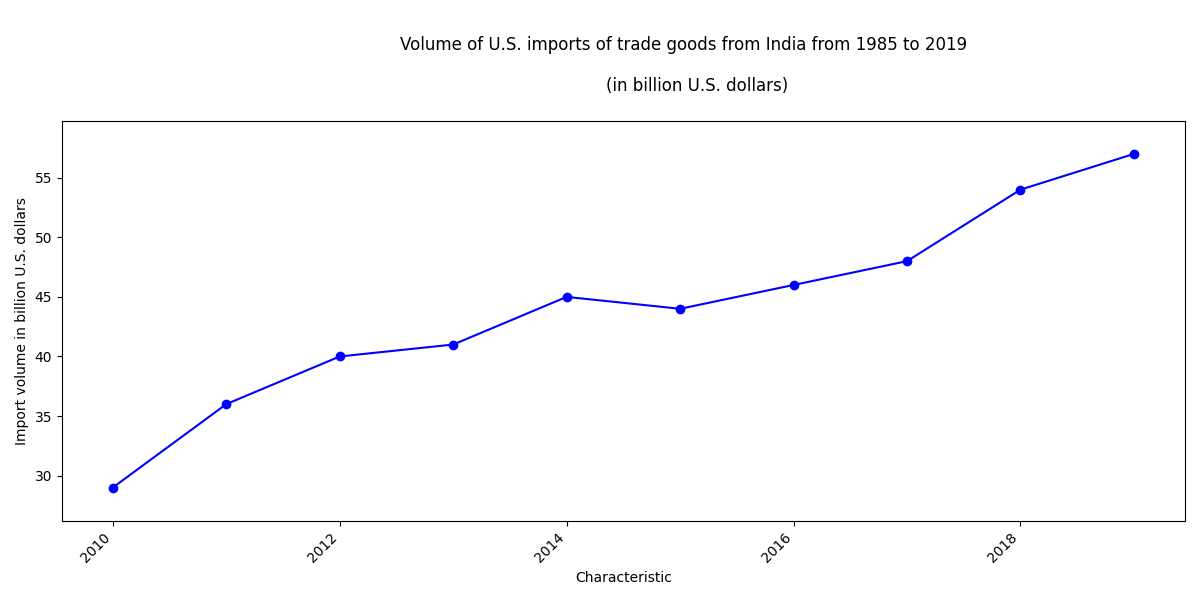 Volume of U.S. imports of trade goods from India from 1985 to 2019
(in billion U.S. dollars)
Import volume in billion U.S. dollars
55
50
45
40
35
30
2010
2012
2014
2016
2018
Characteristic